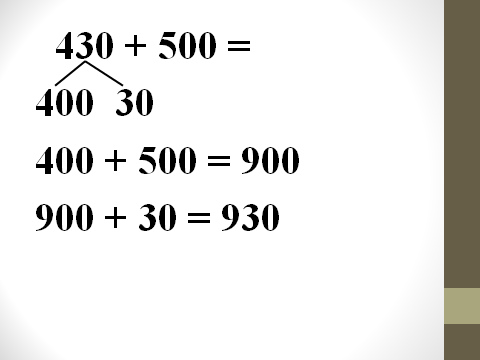 430 + 500 =
400 30
400 + 500 = 900
900 + 30 = 930